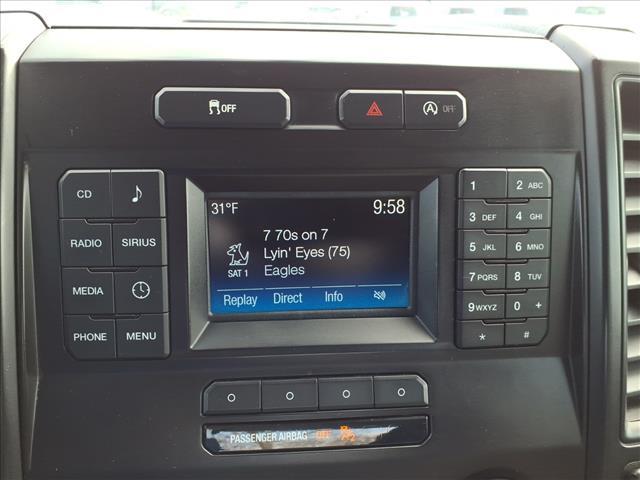 OFF
A OFF
31°F 9:58
7 70s on 7
Lyin' Eyes (75)
SAT 1 Eagles
Replay Direct Info
CD
RADIO SIRIUS
MEDIA
PHONE MENU
1 2 ABC
3 DEF 4 GHI
5 JKL 6 MNO
7 PQRS 8 TUV
9 WXYZ 0 +
* #
PASSENGER AIRBAG OFF 2